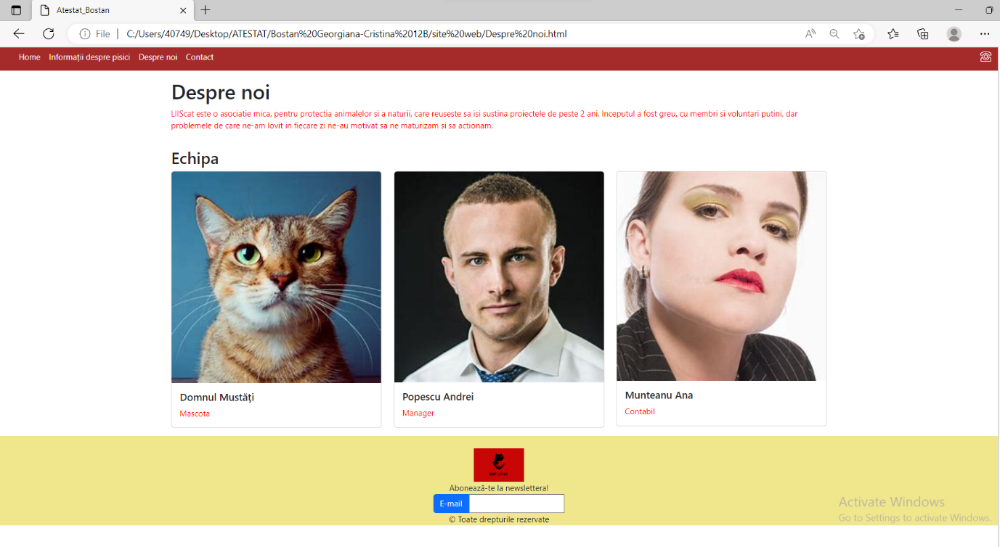 Atestat_Bostan
File
C:/Users/40749/Desktop/ATESTAT/Bostan%20Georgiana-Cristina%2012B/site%20web/Despre%20noi.html
Home Informații despre pisici Despre noi Contact
Despre noi
LIIScat este o asociatie mica, pentru protectia animalelor si a naturii, care reuseste sa isi sustina proiectele de peste 2 ani. Inceputul a fost greu, cu membri si voluntari putini, dar
problemele de care ne-am lovit in fiecare zi ne-au motivat sa ne maturizam si sa actionam.
Echipa
Domnul Mustăți
Mascota
Popescu Andrei
Manager
Munteanu Ana
Contabil
Abonează-te la newslettera!
E-mail
© Toate drepturile rezervate
Activate Windows
Go to Settings to activate Windows.